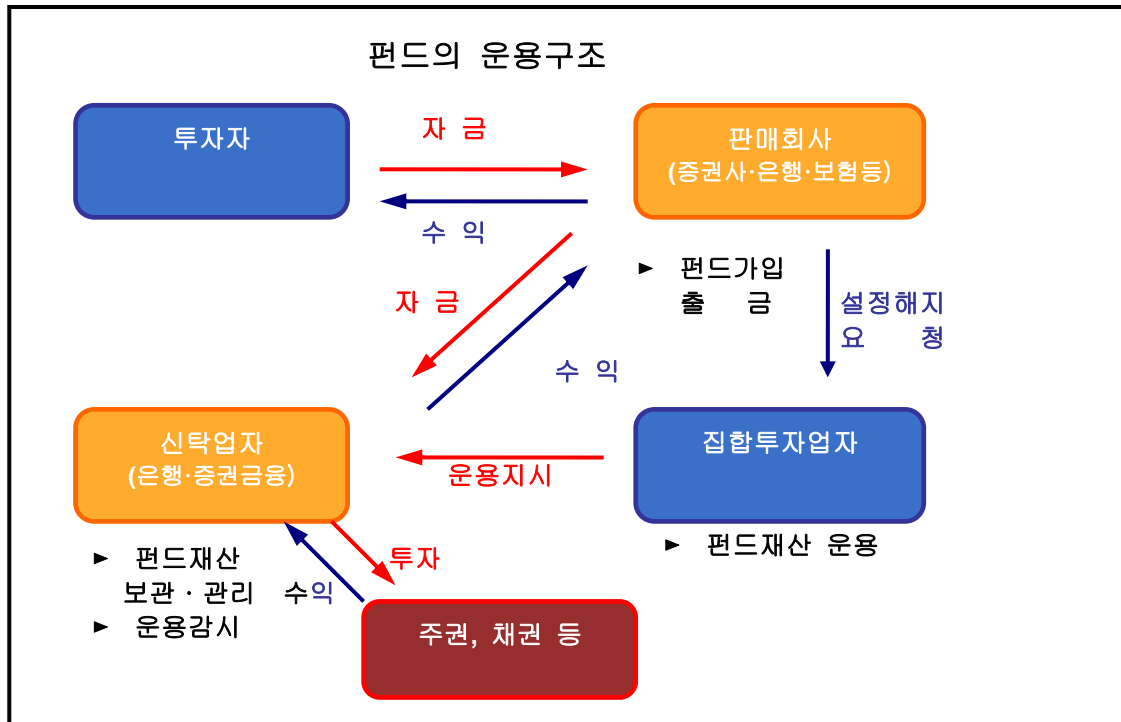 펀드의 운용구조
투자자
자 금
판매회사
(증권사·은행·보험등)
수 익
► 펀드가입
출 금
자 금
설정해지
요 청
수 익
신탁업자
(은행·증권금융)
집합투자업자
운용지시
► 펀드재산 운용
► 펀드재산
보관 · 관리
► 운용감시
투자
수익
주권, 채권 등